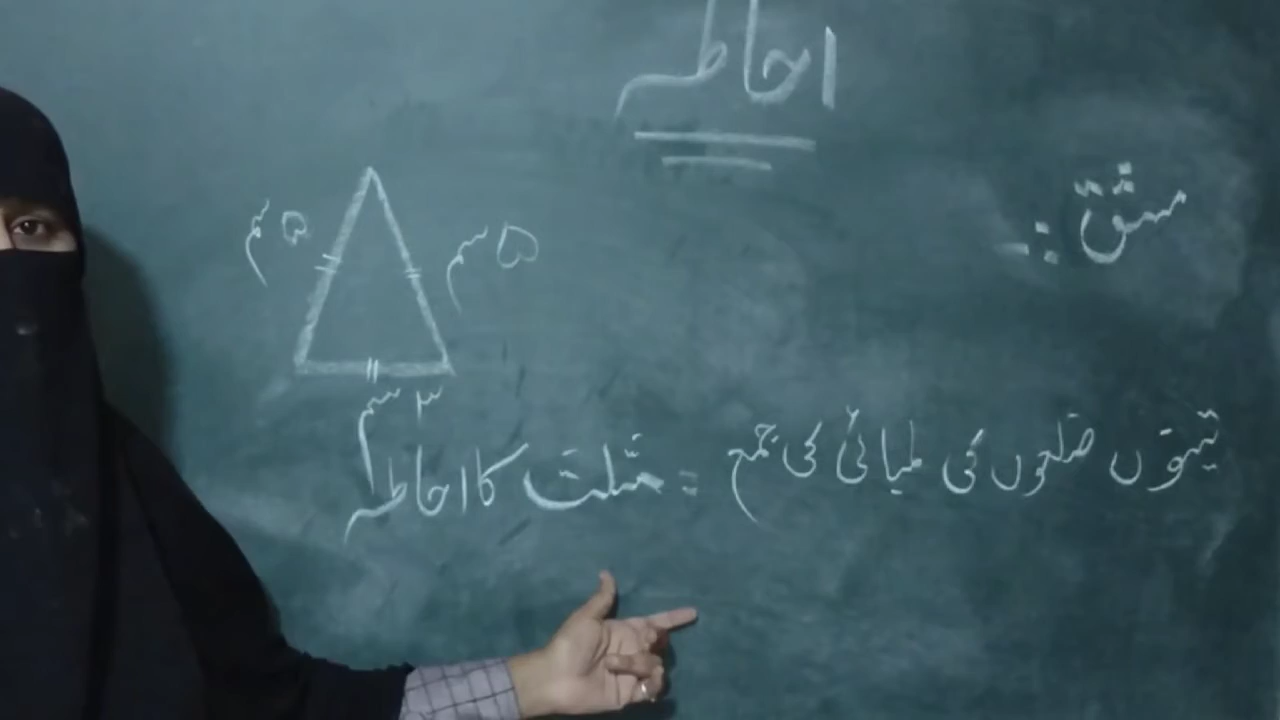 احاطہ
مشق :-
۵ سم
۵ سم
۳ سم
تینوں ضلعوں کی لمبائی کی جمع = مثلث کا احاطہ